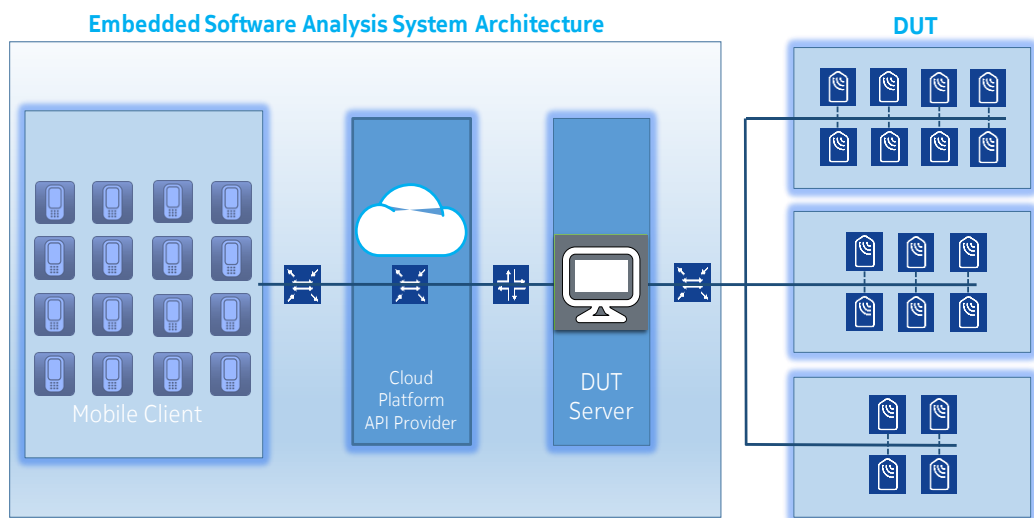 Embedded Software Analysis System Architecture
DUT
Mobile Client
Cloud
Platform
API Provider
DUT
Server